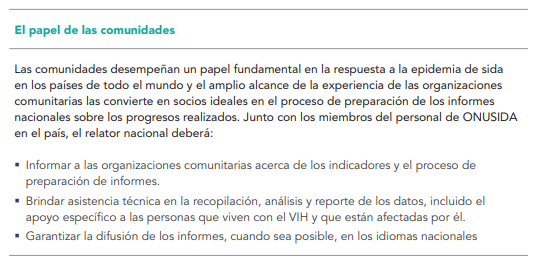 El papel de las comunidades
Las comunidades desempeñan un papel fundamental en la respuesta a la epidemia de sida
en los países de todo el mundo y el amplio alcance de la experiencia de las organizaciones
comunitarias las convierte en socios ideales en el proceso de preparación de los informes
nacionales sobre los progresos realizados. Junto con los miembros del personal de ONUSIDA
en el país, el relator nacional deberá:
▪ Informar a las organizaciones comunitarias acerca de los indicadores y el proceso de
preparación de informes.
▪ Brindar asistencia técnica en la recopilación, análisis y reporte de los datos, incluido el
apoyo específico a las personas que viven con el VIH y que están afectadas por él.
▪ Garantizar la difusión de los informes, cuando sea posible, en los idiomas nacionales